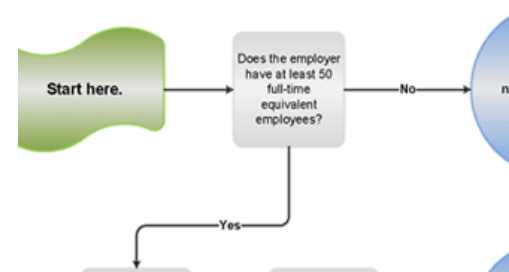 Start here.
Does the employer
have at least 50
full-time
equivalent
employees?
No
Yes